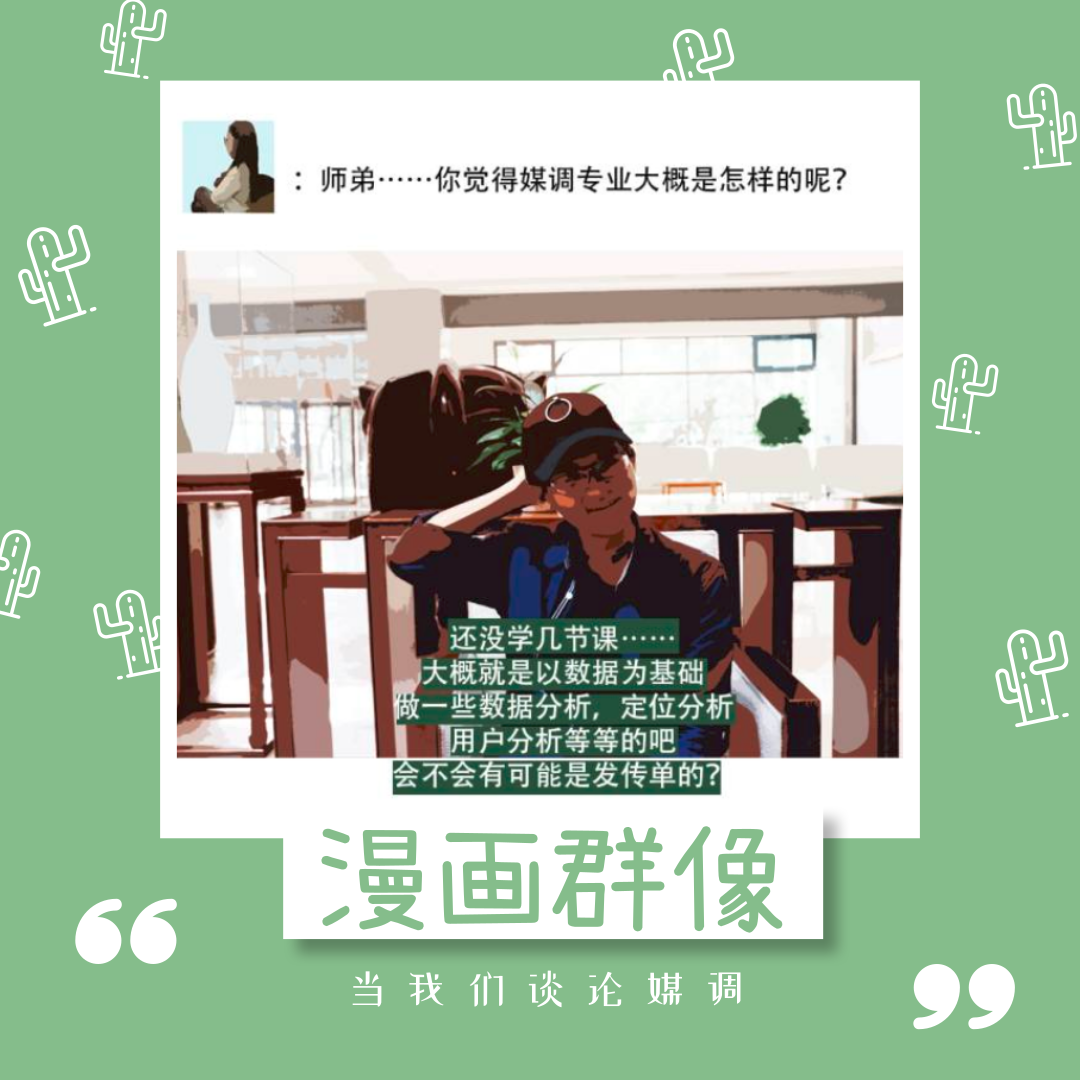 ：师弟……你觉得媒调专业大概是怎样的呢？
还没学几节课……
大概就是以数据为基础
做一些数据分析，定位分析
用户分析等等的吧
会不会有可能是发传单的？
漫画群像
当我们谈论媒调